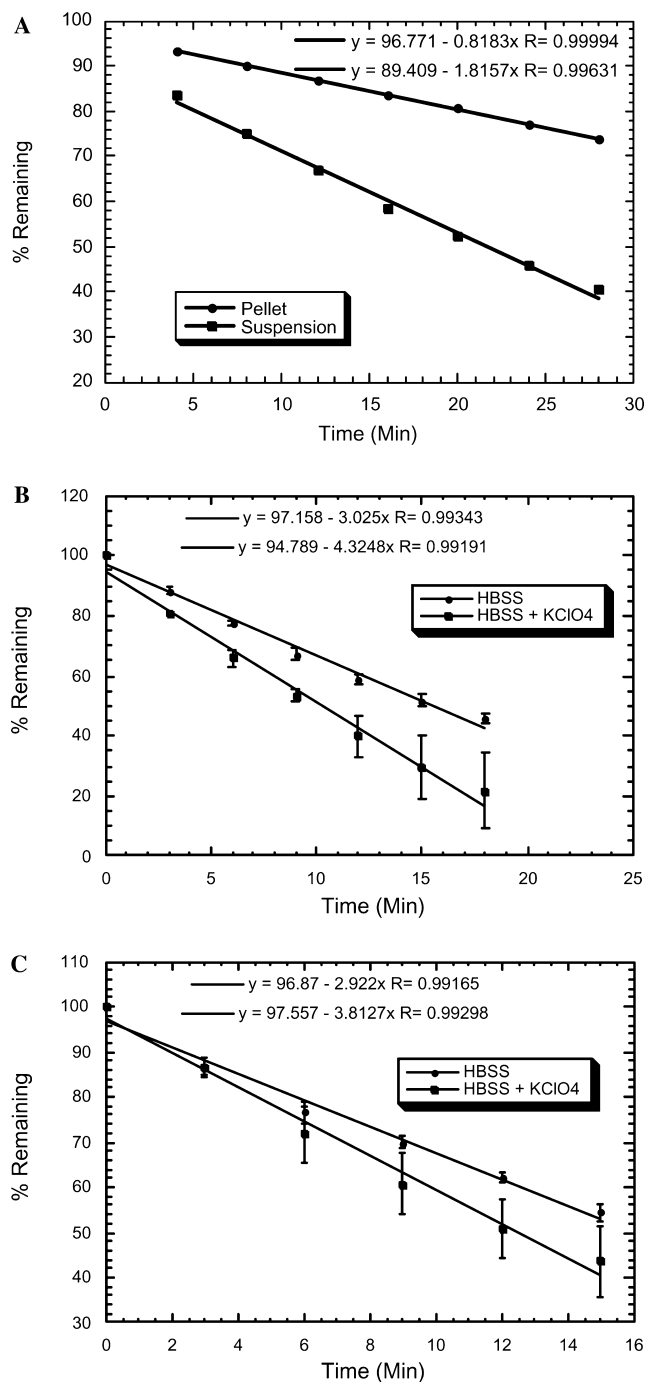 A
100
90
80
70
60
50
40
30
20
% Remaining
y = 96.771 - 0.8183x R= 0.99994
y = 89.409 - 1.8157x R= 0.99631
Pellet
Suspension
0 5 10 15 20 25 30
Time (Min)
B
120
100
80
60
40
20
0
% Remaining
y = 97.158 - 3.025x R= 0.99343
y = 94.789 - 4.3248x R= 0.99191
HBSS
HBSS + KClO4
0 5 10 15 20 25
Time (Min)
C
110
100
90
80
70
60
50
40
30
% Remaining
y = 96.87 - 2.922x R= 0.99165
y = 97.557 - 3.8127x R= 0.99298
HBSS
HBSS + KClO4
0 2 4 6 8 10 12 14 16
Time (Min)